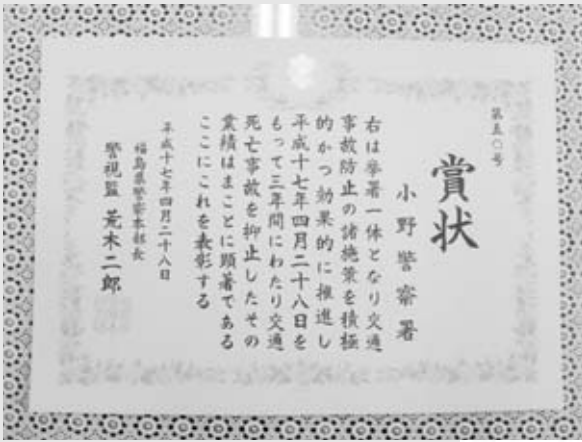 第五〇号
賞状
小野警察署
右は挙署一体となり交通
事故防止の諸施策を積極
的かつ効果的に推進し
平成十七年四月二十八日を
もって三年間にわたり交通
死亡事故を抑止したその
業績はまことに顕著である
ここにこれを表彰する
平成十七年四月二十八日
福島県警察本部長
警視監 荒木二郎